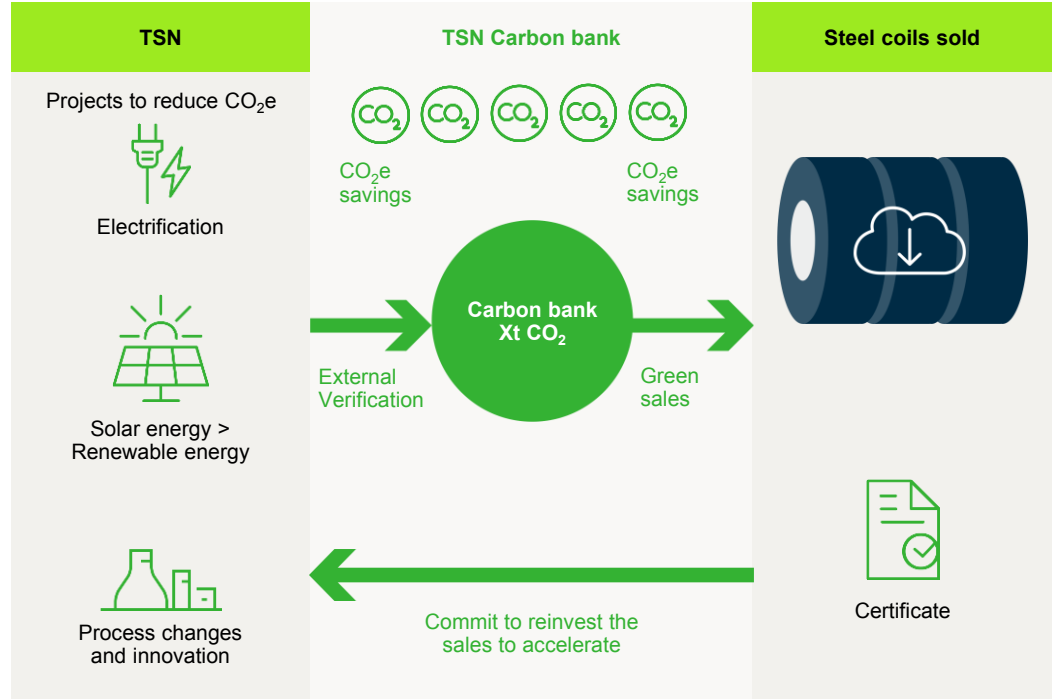 TSN
Projects to reduce CO₂e
Electrification
Solar energy >
Renewable energy
Process changes
and innovation
TSN Carbon bank
CO₂
CO₂
CO₂
CO₂
CO₂
CO₂e
savings
CO₂e
savings
Carbon bank
Xt CO₂
External
Verification
Green
sales
Commit to reinvest the
sales to accelerate
Steel coils sold
Certificate